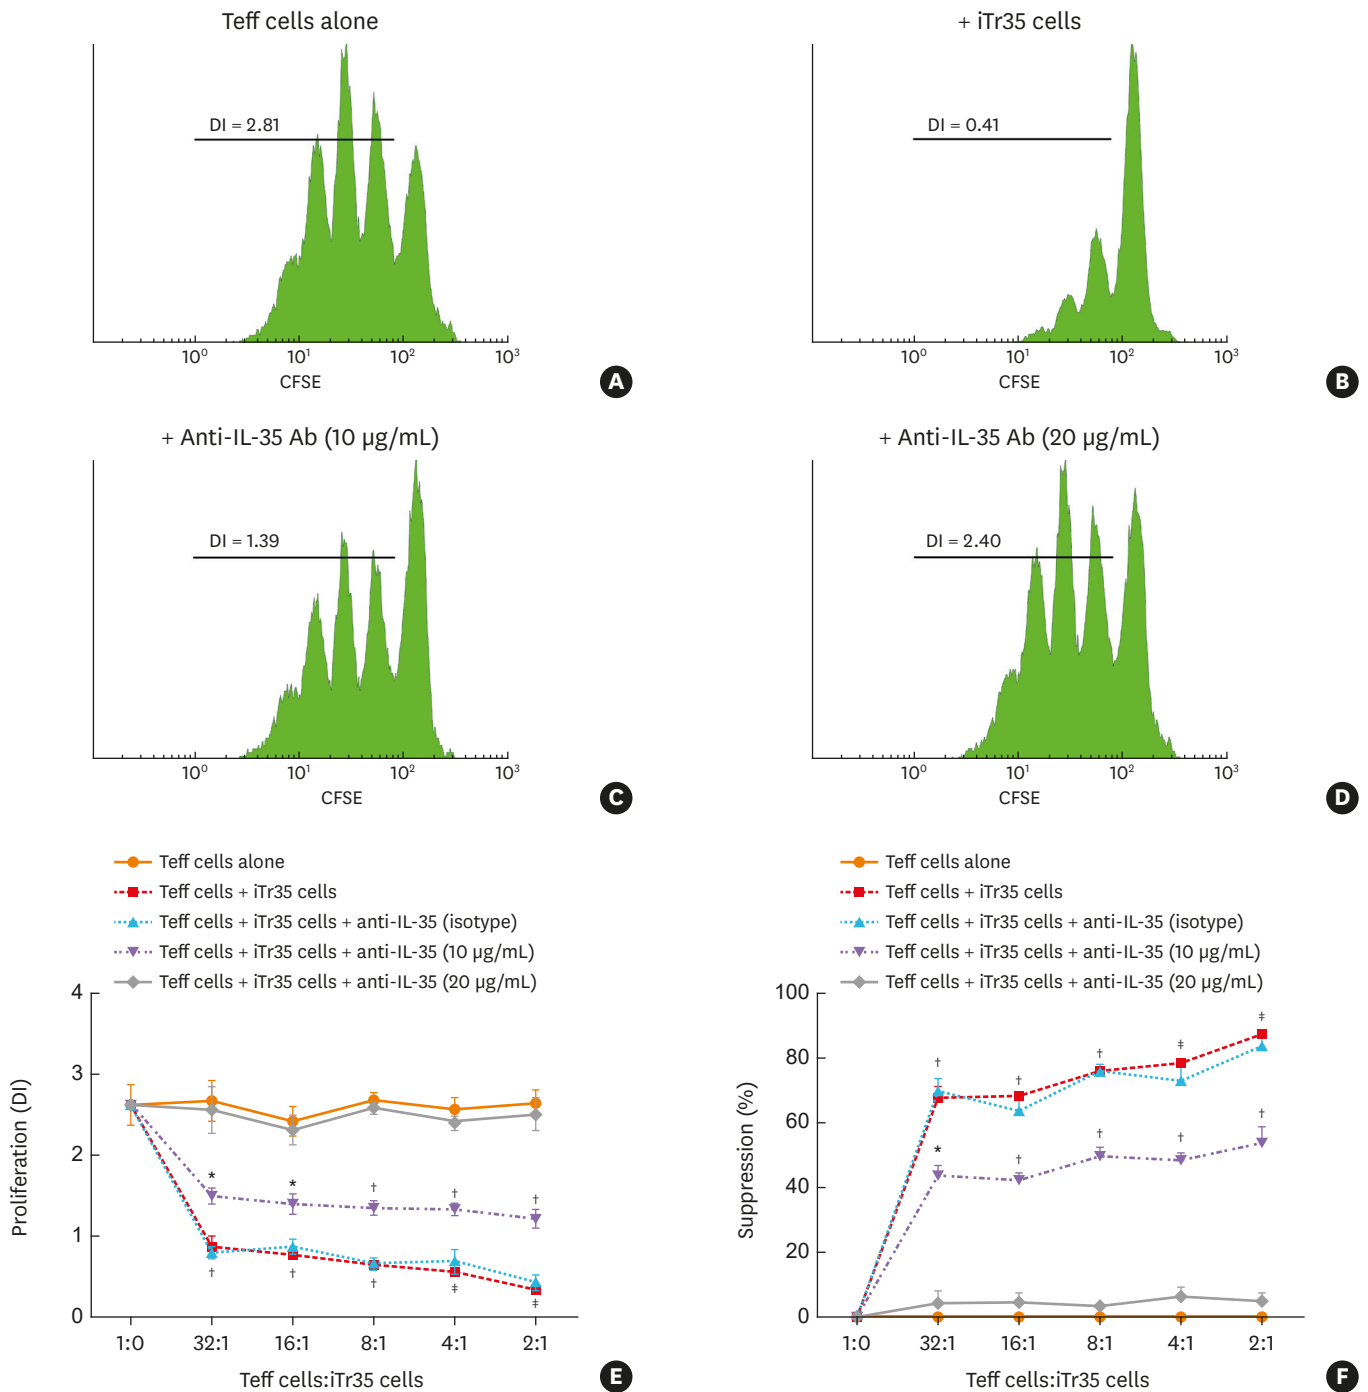 Teff cells alone
DI = 2.81
10⁰ 10¹ 10² 10³
CFSE
A
+ iTr35 cells
DI = 0.41
10⁰ 10¹ 10² 10³
CFSE
B
+ Anti-IL-35 Ab (10 µg/mL)
DI = 1.39
10⁰ 10¹ 10² 10³
CFSE
C
+ Anti-IL-35 Ab (20 µg/mL)
DI = 2.40
10⁰ 10¹ 10² 10³
CFSE
D
Teff cells alone
Teff cells + iTr35 cells
Teff cells + iTr35 cells + anti-IL-35 (isotype)
Teff cells + iTr35 cells + anti-IL-35 (10 µg/mL)
Teff cells + iTr35 cells + anti-IL-35 (20 µg/mL)
Proliferation (DI)
4
3
2
1
0
* * † † †
† † † ‡ ‡
1:0 32:1 16:1 8:1 4:1 2:1
Teff cells:iTr35 cells
E
Teff cells alone
Teff cells + iTr35 cells
Teff cells + iTr35 cells + anti-IL-35 (isotype)
Teff cells + iTr35 cells + anti-IL-35 (10 µg/mL)
Teff cells + iTr35 cells + anti-IL-35 (20 µg/mL)
Suppression (%)
100
80
60
40
20
0
† † † ‡ ‡
* † † † †
1:0 32:1 16:1 8:1 4:1 2:1
Teff cells:iTr35 cells
F